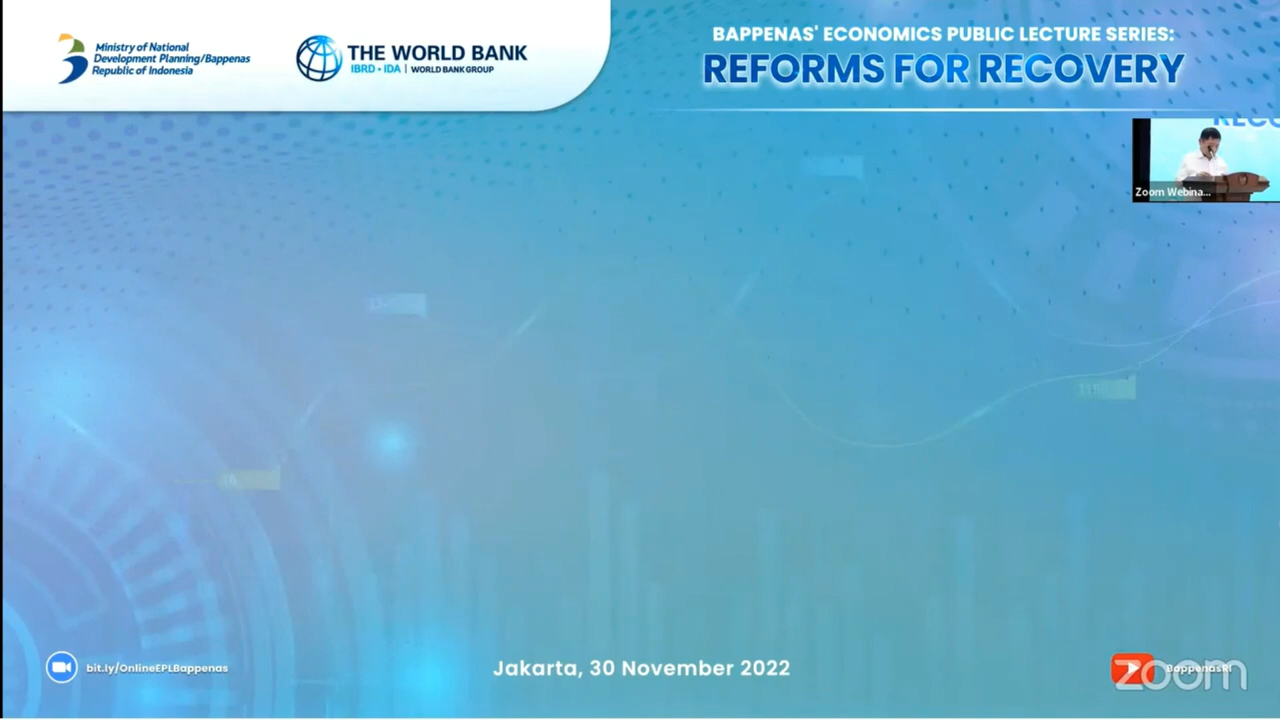 Ministry of National
Development Planning/Bappenas
Republic of Indonesia
THE WORLD BANK
IBRD • IDA | WORLD BANK GROUP
BAPPENAS' ECONOMICS PUBLIC LECTURE SERIES:
REFORMS FOR RECOVERY
Zoom Webina...
bit.ly/OnlineEPLBappenas
Jakarta, 30 November 2022
BappenasRI
zoom